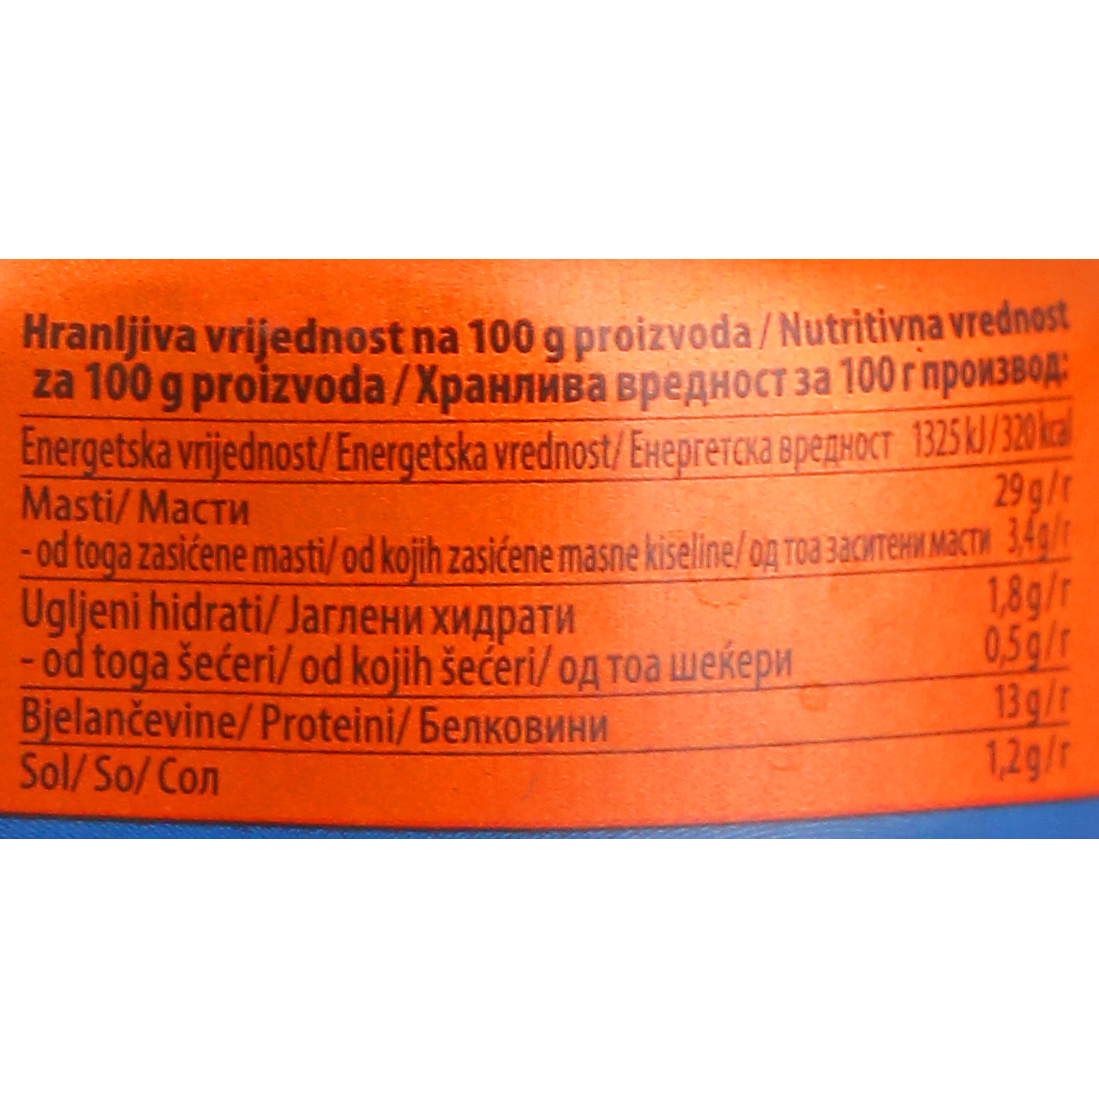 Hranljiva vrijednost na 100 g proizvoda / Nutritivna vrednost
za 100 g proizvoda / Хранлива вредност за 100 г производ:
Energetska vrijednost/ Energetska vrednost/ Енергетска вредност 1325 kJ / 320 kcal
Masti/ Масти 29 g/г
- od toga zasićene masti/ od kojih zasićene masne kiseline/ од тоа заситени масти 3,4g/г
Ugljeni hidrati/ Јаглени хидрати 1,8 g/г
- od toga šećeri/ od kojih šećeri/ од тоа шеќери 0,5 g/г
Bjelančevine/ Proteini/ Белковини 13 g/г
Sol/ So/ Сол 1,2 g/г